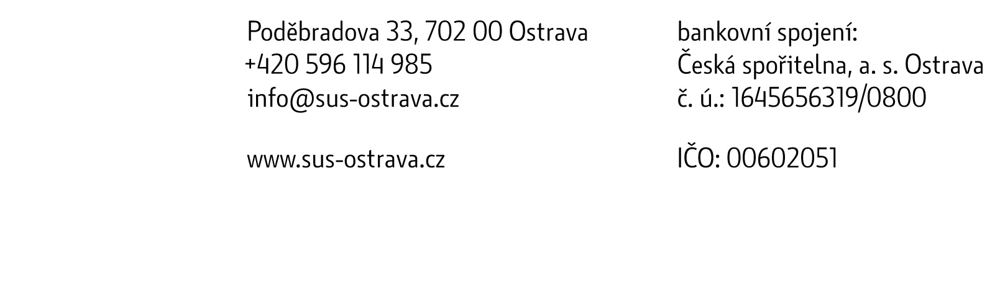 Poděbradova 33, 702 00 Ostrava
+420 596 114 985
info@sus-ostrava.cz
www.sus-ostrava.cz
bankovní spojení:
Česká spořitelna, a. s. Ostrava
č. ú.: 1645656319/0800
IČO: 00602051